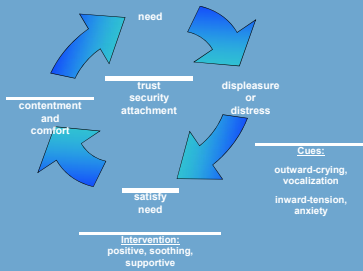 need
trust
security
attachment
displeasure
or
distress
contentment
and
comfort
Cues:
outward-crying,
vocalization
inward-tension,
anxiety
satisfy
need
Intervention:
positive, soothing,
supportive